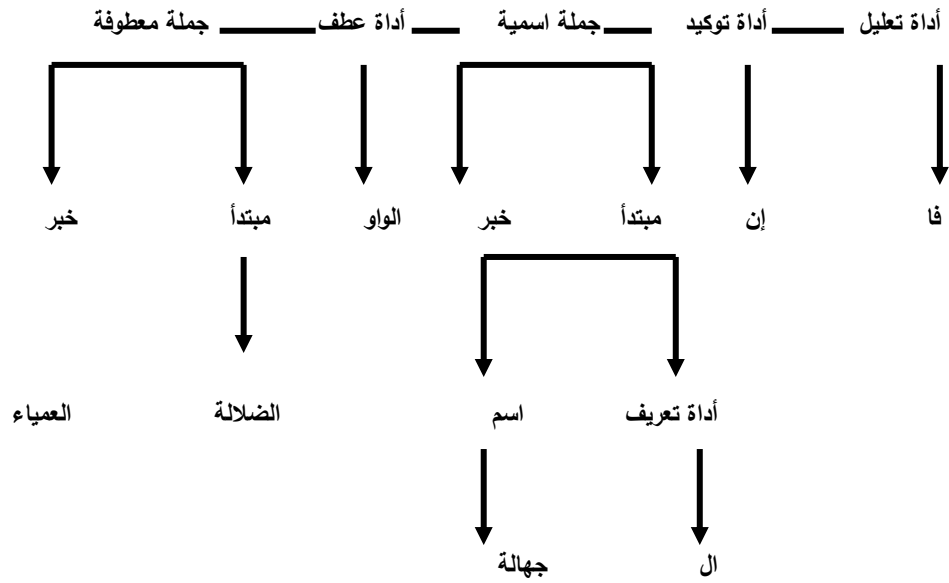 أداة تعليل أداة توكيد جملة اسمية أداة عطف جملة معطوفة
فا إن مبتدأ خبر الواو مبتدأ خبر
أداة تعريف اسم الضلالة العمياء
ال جهالة